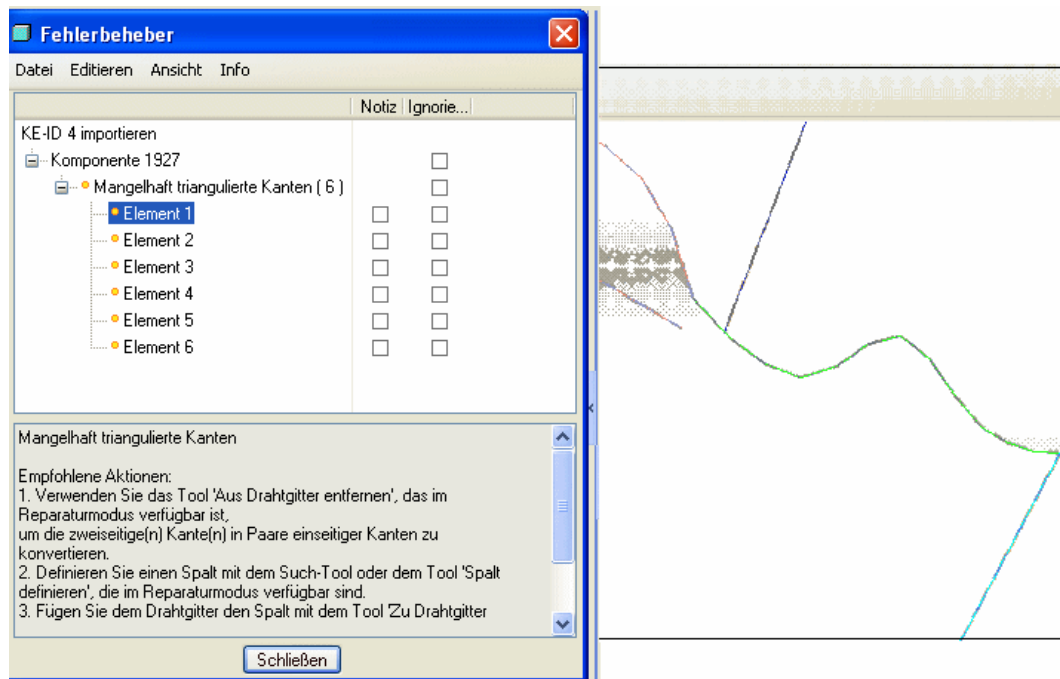 Fehlerbeheber
Datei Editieren Ansicht Info
Notiz Ignorie...
KE-ID 4 importieren
Komponente 1927
Mangelhaft triangulierte Kanten ( 6 )
Element 1
Element 2
Element 3
Element 4
Element 5
Element 6
Mangelhaft triangulierte Kanten
Empfohlene Aktionen:
1. Verwenden Sie das Tool 'Aus Drahtgitter entfernen', das im
Reparaturmodus verfügbar ist,
um die zweiseitige(n) Kante(n) in Paare einseitiger Kanten zu
konvertieren.
2. Definieren Sie einen Spalt mit dem Such-Tool oder dem Tool 'Spalt
definieren', die im Reparaturmodus verfügbar sind.
3. Fügen Sie dem Drahtgitter den Spalt mit dem Tool 'Zu Drahtgitter
Schließen